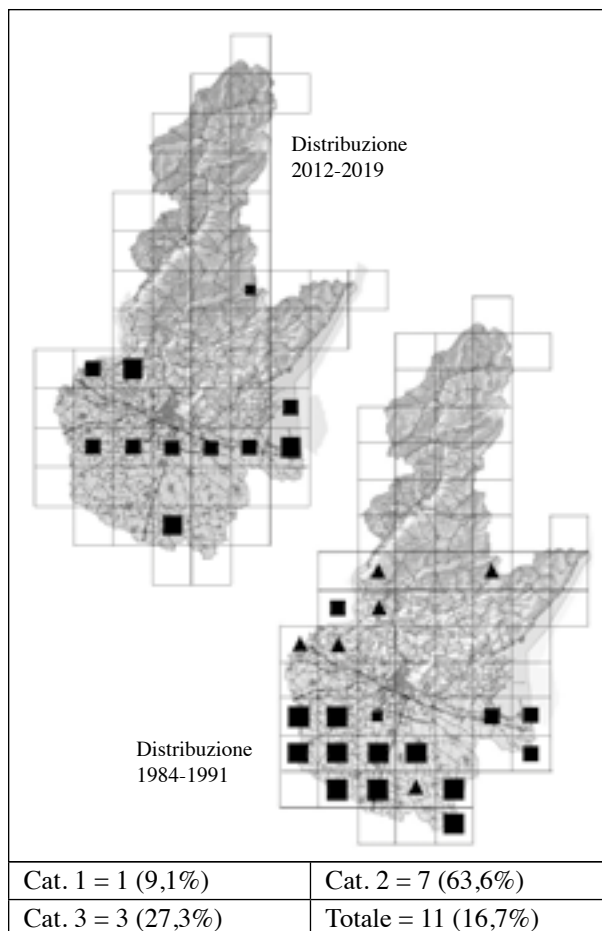 Distribuzione
2012-2019
Distribuzione
1984-1991
Cat. 1 = 1 (9,1%)
Cat. 2 = 7 (63,6%)
Cat. 3 = 3 (27,3%)
Totale = 11 (16,7%)